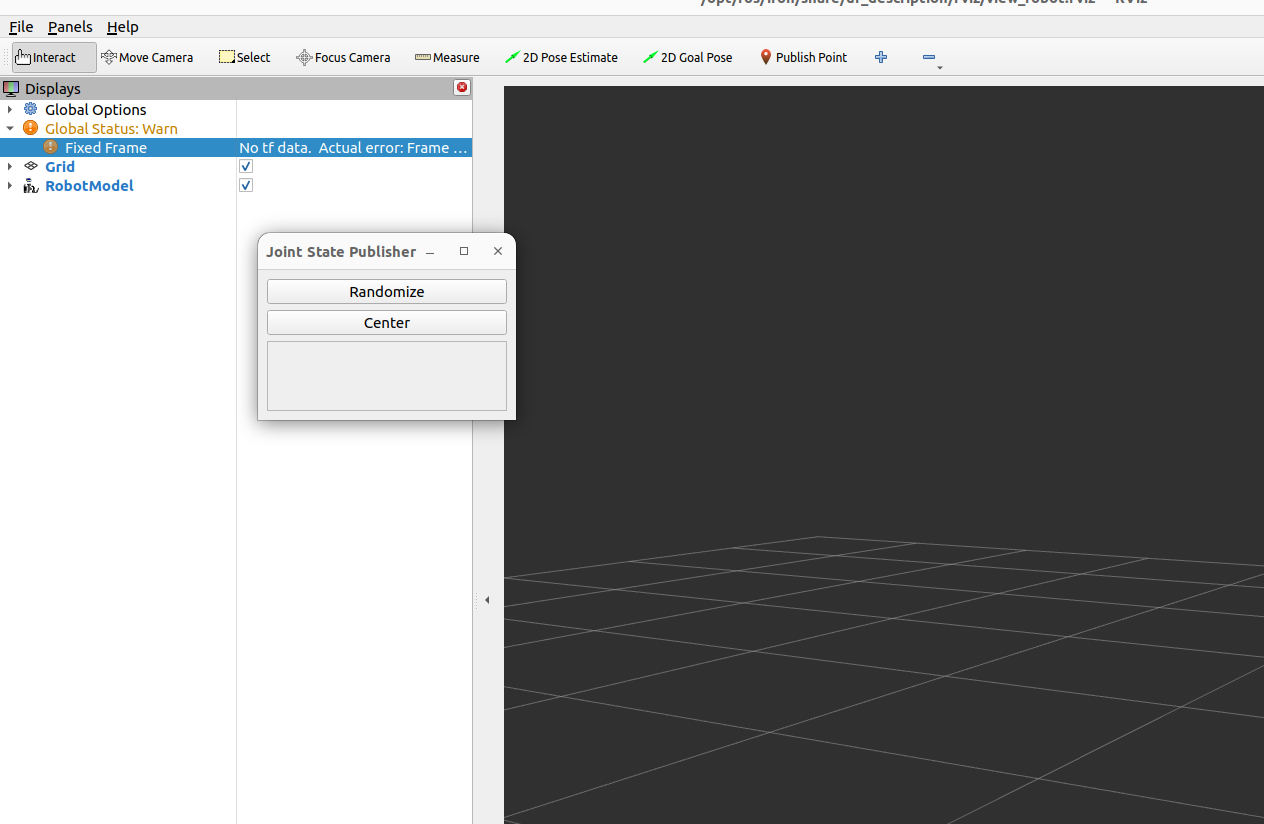 /opt/ros/iron/share/ur_description/rviz/view_robot.rviz* - RViz
File Panels Help
Interact Move Camera Select Focus Camera Measure 2D Pose Estimate 2D Goal Pose Publish Point
Displays
Global Options
Global Status: Warn
Fixed Frame No tf data. Actual error: Frame ...
Grid
RobotModel
Joint State Publisher
Randomize
Center